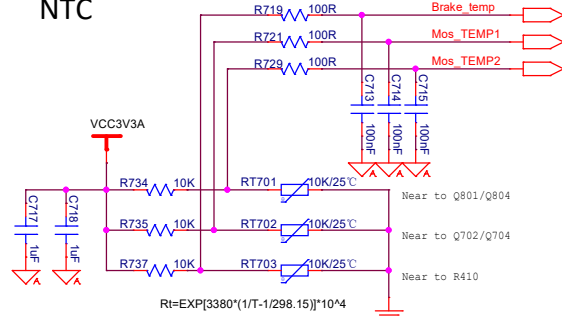 NTC
R719 100R Brake_temp
R721 100R Mos_TEMP1
R729 100R Mos_TEMP2
C713
C714
C715
100nF
100nF
100nF
A A A
VCC3V3A
R734 10K RT701 10K/25℃ Near to Q801/Q804
C717
C718
R735 10K RT702 10K/25℃ Near to Q702/Q704
1uF
1uF
R737 10K RT703 10K/25℃ Near to R410
A A
Rt=EXP[3380*(1/T-1/298.15)]*10^4